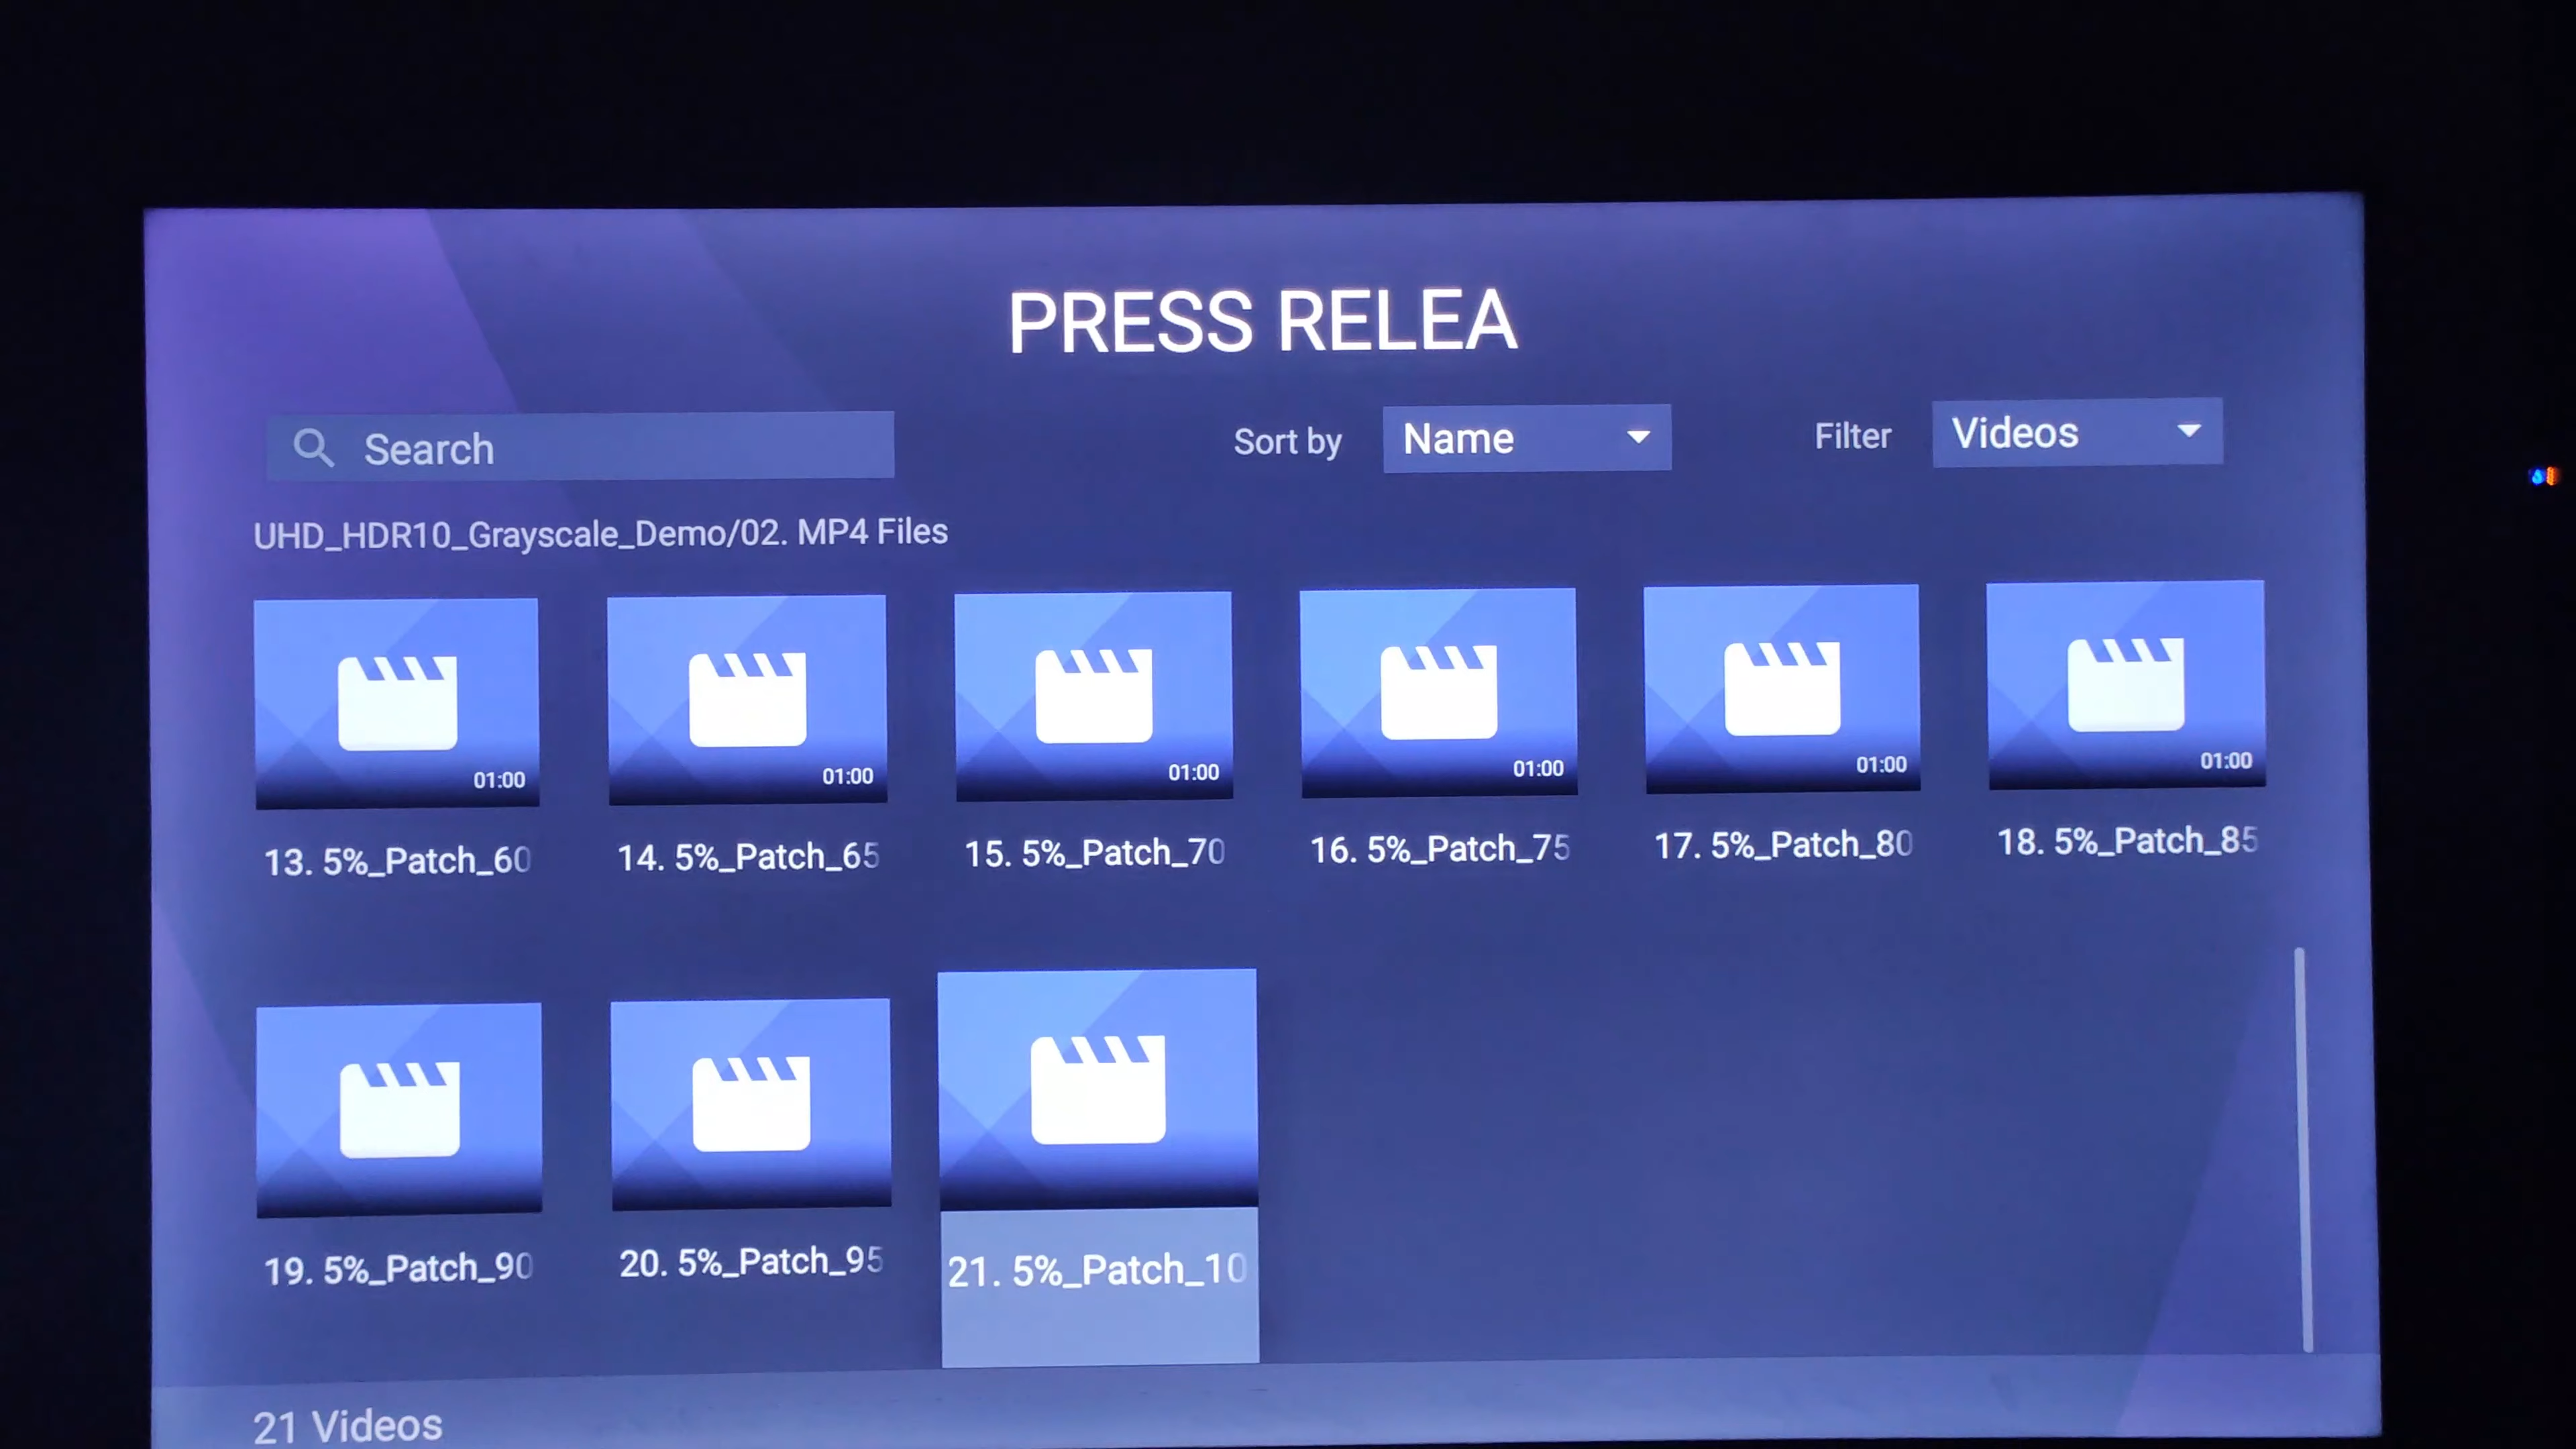 PRESS RELEA
Search
Sort by Name
Filter Videos
UHD_HDR10_Grayscale_Demo/02. MP4 Files
01:00 01:00 01:00 01:00 01:00 01:00
13. 5%_Patch_60 14. 5%_Patch_65 15. 5%_Patch_70 16. 5%_Patch_75 17. 5%_Patch_80 18. 5%_Patch_85
19. 5%_Patch_90 20. 5%_Patch_95 21. 5%_Patch_10
21 Videos